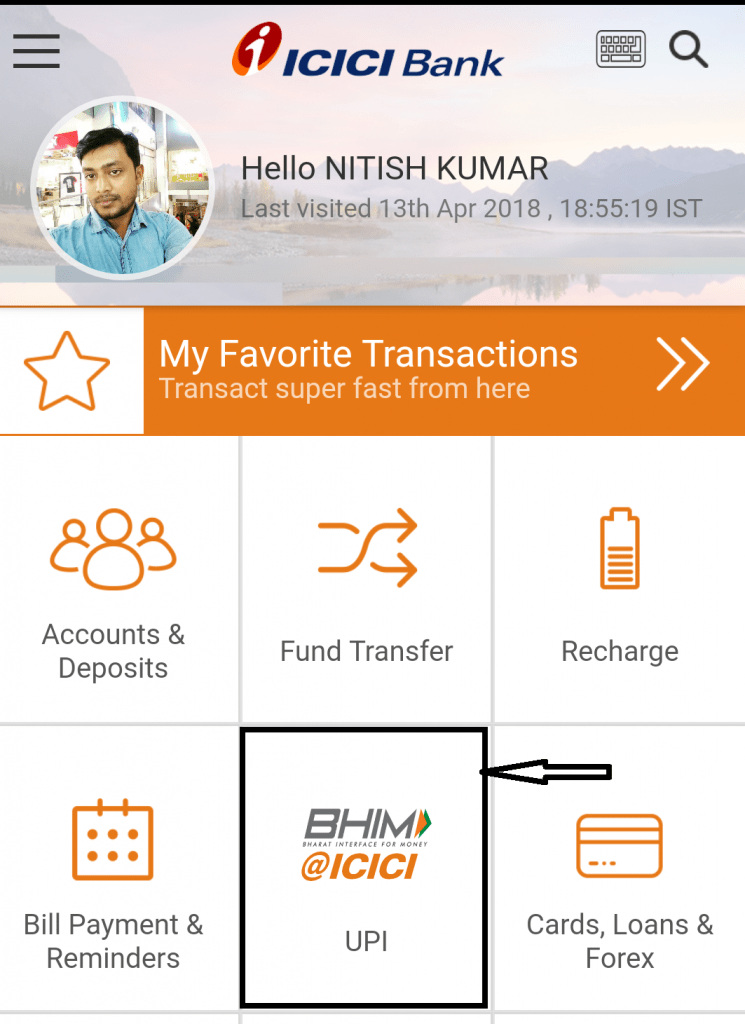 ICICI Bank
Hello NITISH KUMAR
Last visited 13th Apr 2018 , 18:55:19 IST
My Favorite Transactions
Transact super fast from here
Accounts &
Deposits
Fund Transfer
Recharge
Bill Payment &
Reminders
BHIM
BHARAT INTERFACE FOR MONEY
@ICICI
UPI
Cards, Loans &
Forex